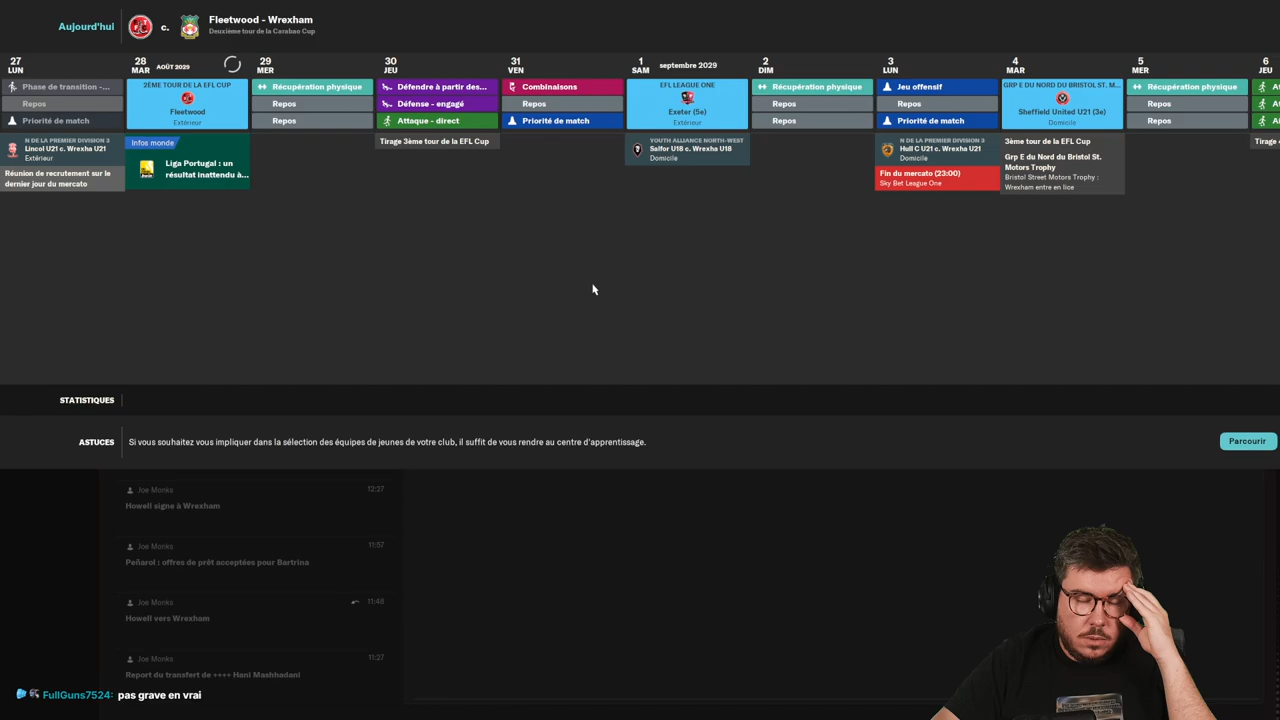 Aujourd'hui
c.
Fleetwood - Wrexham
Deuxième tour de la Carabao Cup
27
LUN
28
MAR AOÛT 2029
29
MER
30
JEU
31
VEN
1
SAM septembre 2029
2
DIM
3
LUN
4
MAR
5
MER
6
JEU
Phase de transition -...
Repos
Priorité de match
2ÈME TOUR DE LA EFL CUP
Fleetwood
Extérieur
Récupération physique
Repos
Repos
Défendre à partir des...
Défense - engagé
Attaque - direct
Combinaisons
Repos
Priorité de match
EFL LEAGUE ONE
Exeter (5e)
Extérieur
Récupération physique
Repos
Repos
Jeu offensif
Repos
Priorité de match
GRP E DU NORD DU BRISTOL ST. M...
Sheffield United U21 (3e)
Domicile
Récupération physique
Repos
Repos
N DE LA PREMIER DIVISION 3
Lincol U21 c. Wrexha U21
Extérieur
Réunion de recrutement sur le
dernier jour du mercato
Infos monde
Liga Portugal : un
résultat inattendu à...
Tirage 3ème tour de la EFL Cup
YOUTH ALLIANCE NORTH-WEST
Salfor U18 c. Wrexha U18
Domicile
N DE LA PREMIER DIVISION 3
Hull C U21 c. Wrexha U21
Domicile
Fin du mercato (23:00)
Sky Bet League One
3ème tour de la EFL Cup
Grp E du Nord du Bristol St.
Motors Trophy
Bristol Street Motors Trophy :
Wrexham entre en lice
Tirage
STATISTIQUES
ASTUCES
Si vous souhaitez vous impliquer dans la sélection des équipes de jeunes de votre club, il suffit de vous rendre au centre d'apprentissage.
Parcourir
Joe Monks 12:27
Howell signe à Wrexham
Joe Monks 11:57
Peñarol : offres de prêt acceptées pour Bartrina
Joe Monks 11:46
Howell vers Wrexham
Joe Monks 11:27
Report du transfert de ++++ Hani Mashhadani
FullGuns7524: pas grave en vrai